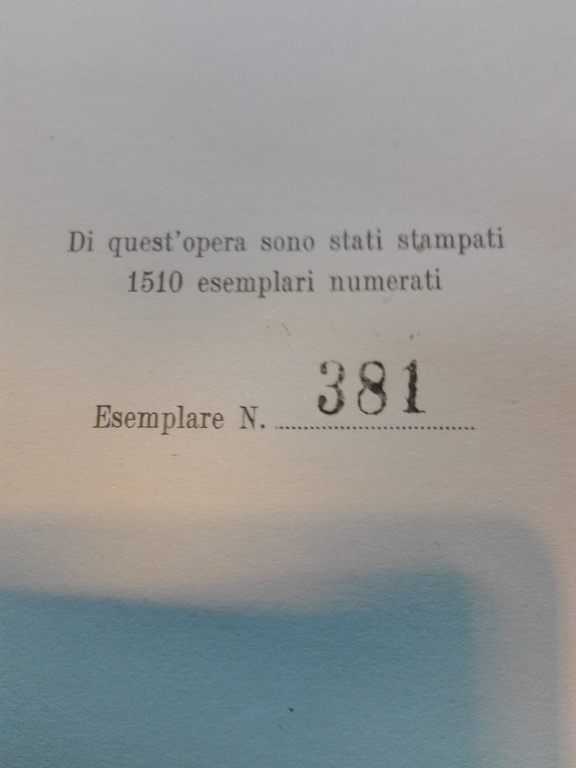 Di quest'opera sono stati stampati
1510 esemplari numerati
Esemplare N. 381